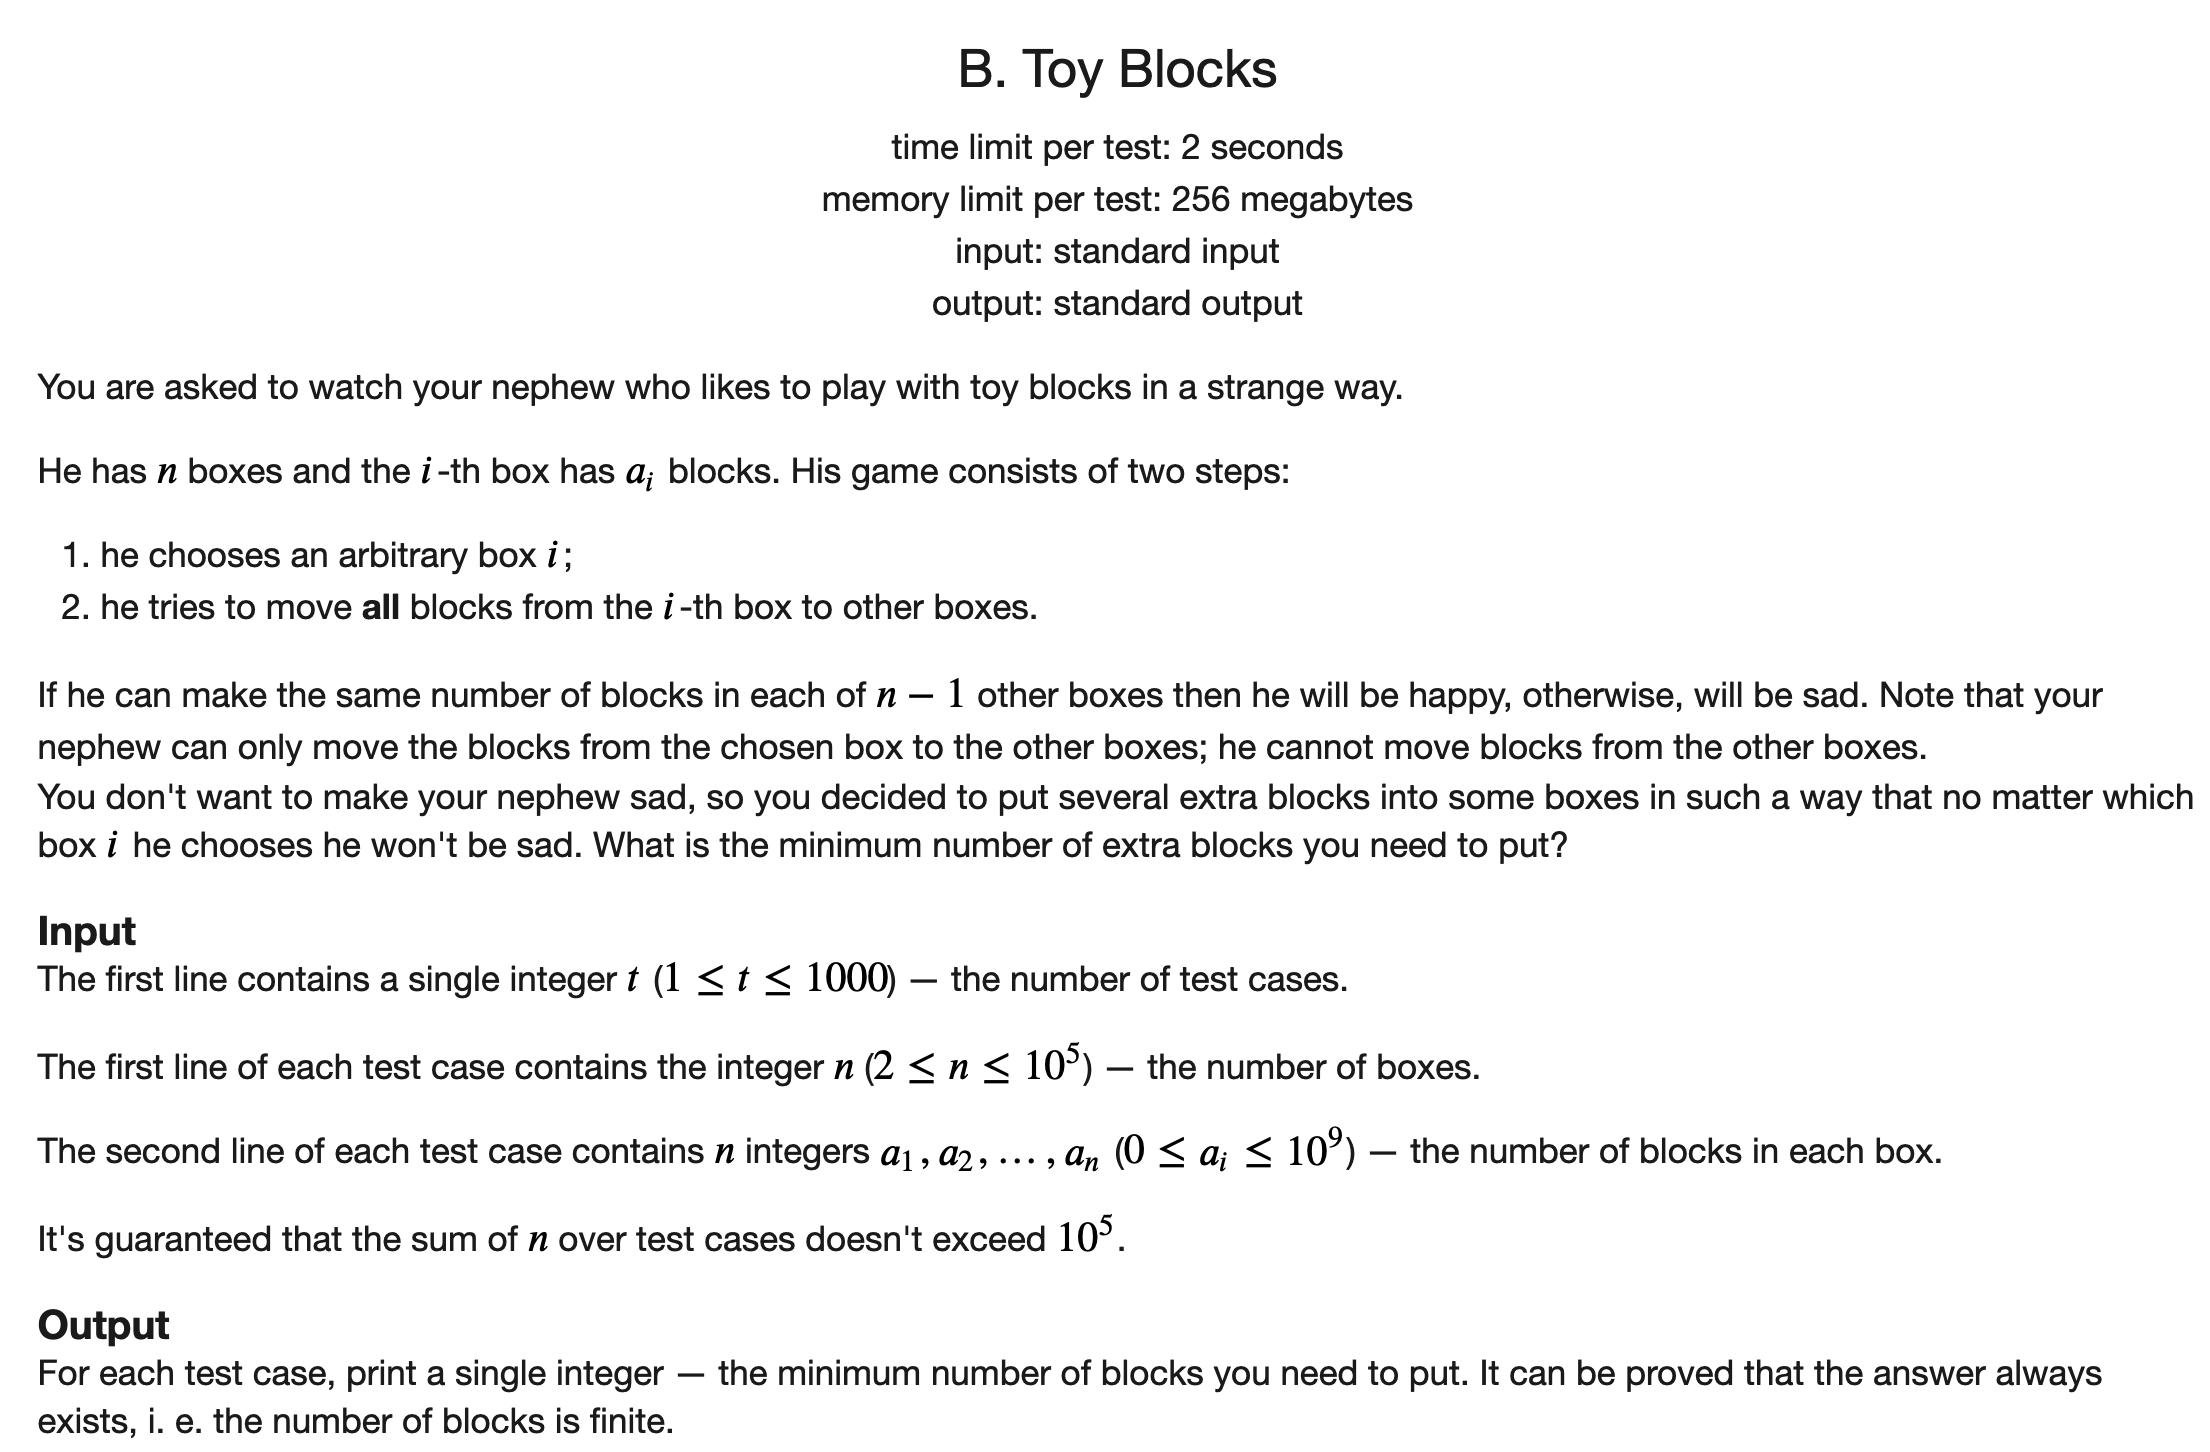 B. Toy Blocks
time limit per test: 2 seconds
memory limit per test: 256 megabytes
input: standard input
output: standard output
You are asked to watch your nephew who likes to play with toy blocks in a strange way.
He has n boxes and the i-th box has a_i blocks. His game consists of two steps:
1. he chooses an arbitrary box i;
2. he tries to move all blocks from the i-th box to other boxes.
If he can make the same number of blocks in each of n − 1 other boxes then he will be happy, otherwise, will be sad. Note that your
nephew can only move the blocks from the chosen box to the other boxes; he cannot move blocks from the other boxes.
You don't want to make your nephew sad, so you decided to put several extra blocks into some boxes in such a way that no matter which
box i he chooses he won't be sad. What is the minimum number of extra blocks you need to put?
Input
The first line contains a single integer t (1 ≤ t ≤ 1000) — the number of test cases.
The first line of each test case contains the integer n (2 ≤ n ≤ 10^5) — the number of boxes.
The second line of each test case contains n integers a_1, a_2, …, a_n (0 ≤ a_i ≤ 10^9) — the number of blocks in each box.
It's guaranteed that the sum of n over test cases doesn't exceed 10^5.
Output
For each test case, print a single integer — the minimum number of blocks you need to put. It can be proved that the answer always
exists, i. e. the number of blocks is finite.